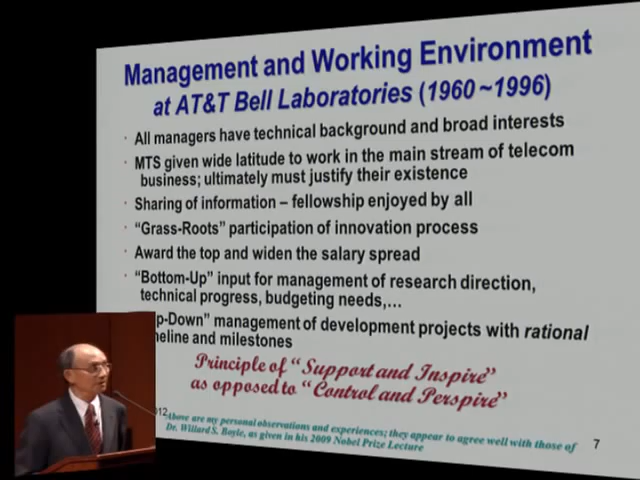 Management and Working Environment
at AT&T Bell Laboratories (1960~1996)
· All managers have technical background and broad interests
· MTS given wide latitude to work in the main stream of telecom
business; ultimately must justify their existence
· Sharing of information – fellowship enjoyed by all
· “Grass-Roots” participation of innovation process
· Award the top and widen the salary spread
· “Bottom-Up” input for management of research direction,
technical progress, budgeting needs,…
p-Down” management of development projects with rational
eline and milestones
Principle of “Support and Inspire”
as opposed to “Control and Perspire”
012
Above are my personal observations and experiences; they appear to agree well with those of
Dr. Willard S. Boyle, as given in his 2009 Nobel Prize Lecture
7